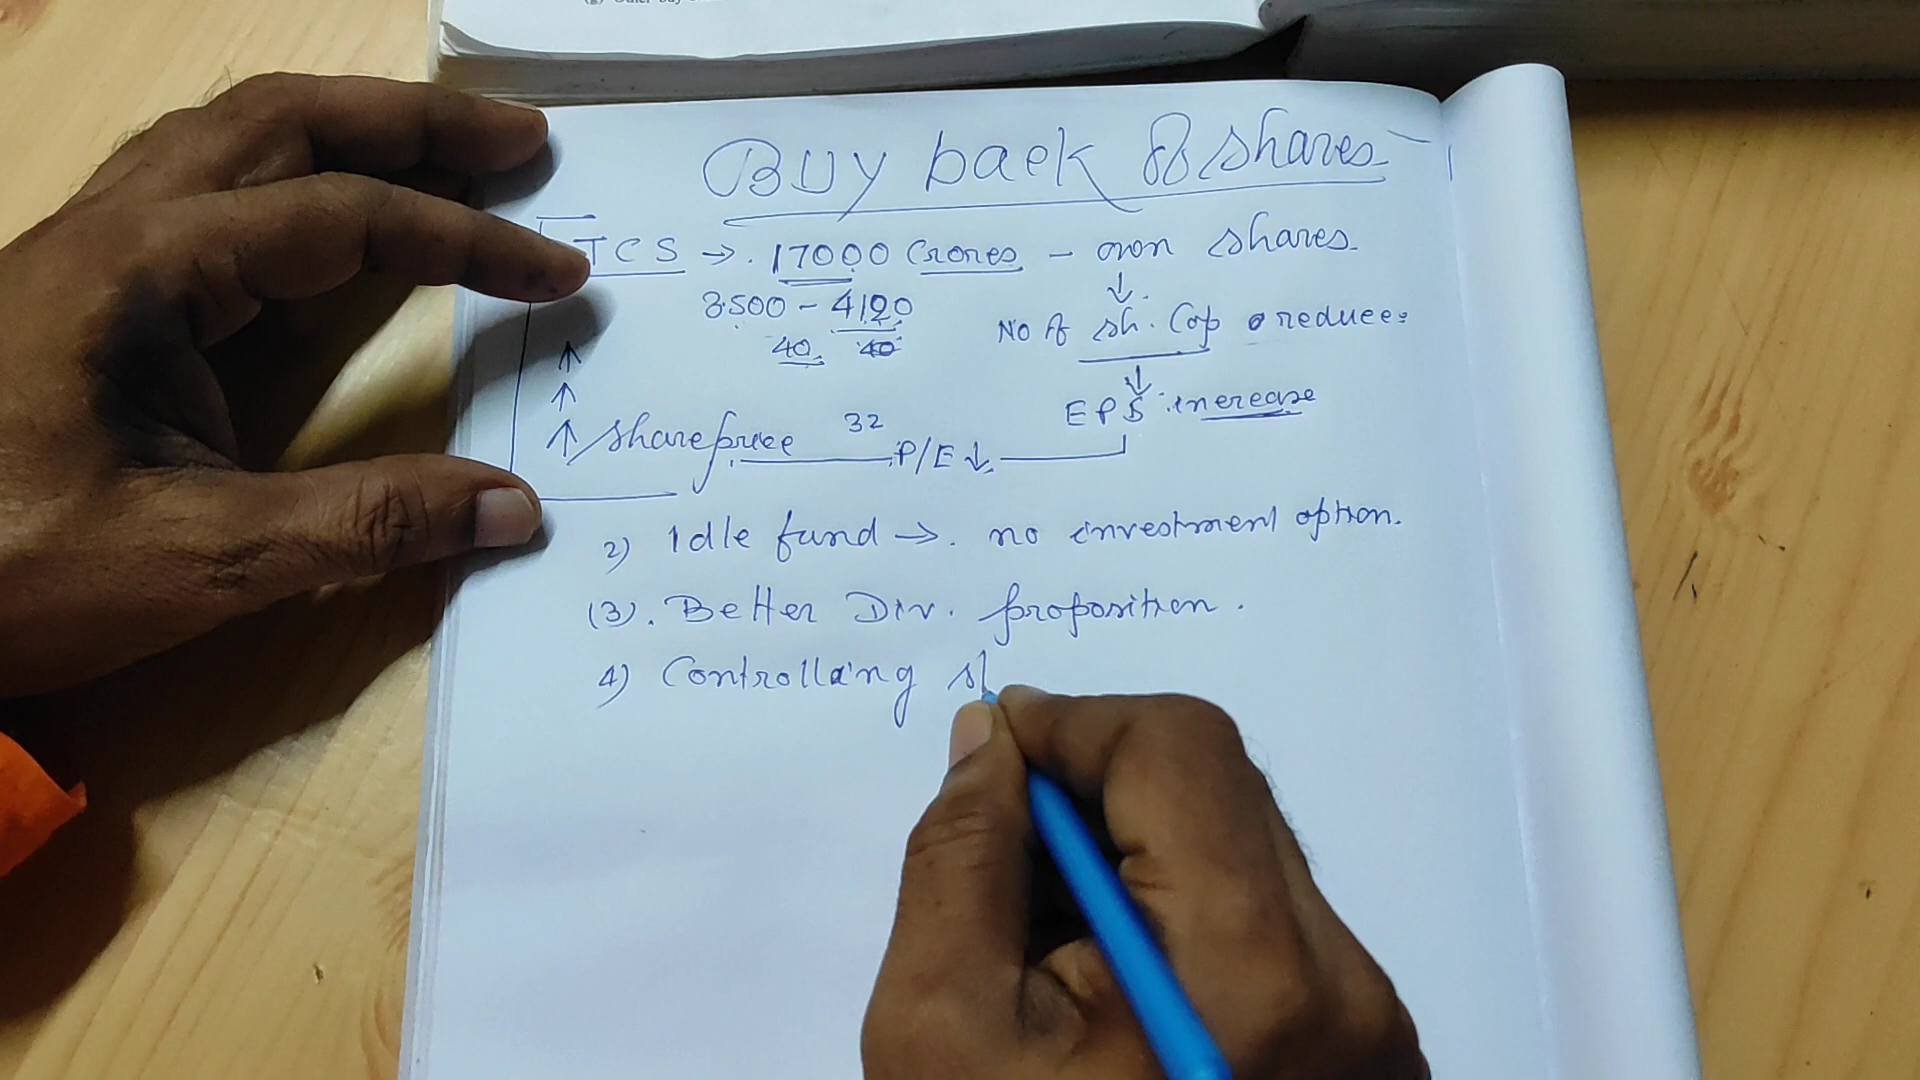 Buy back of shares
TCS → 17000 Crores - own shares.
↓
3500 - 4120
No of sh. Cap reduces
40 40
↓
EPS increase
↑
↑
↑ Share price 32 P/E ↓
2) Idle fund → no investment option.
(3). Better Div. proposition.
4) Controlling